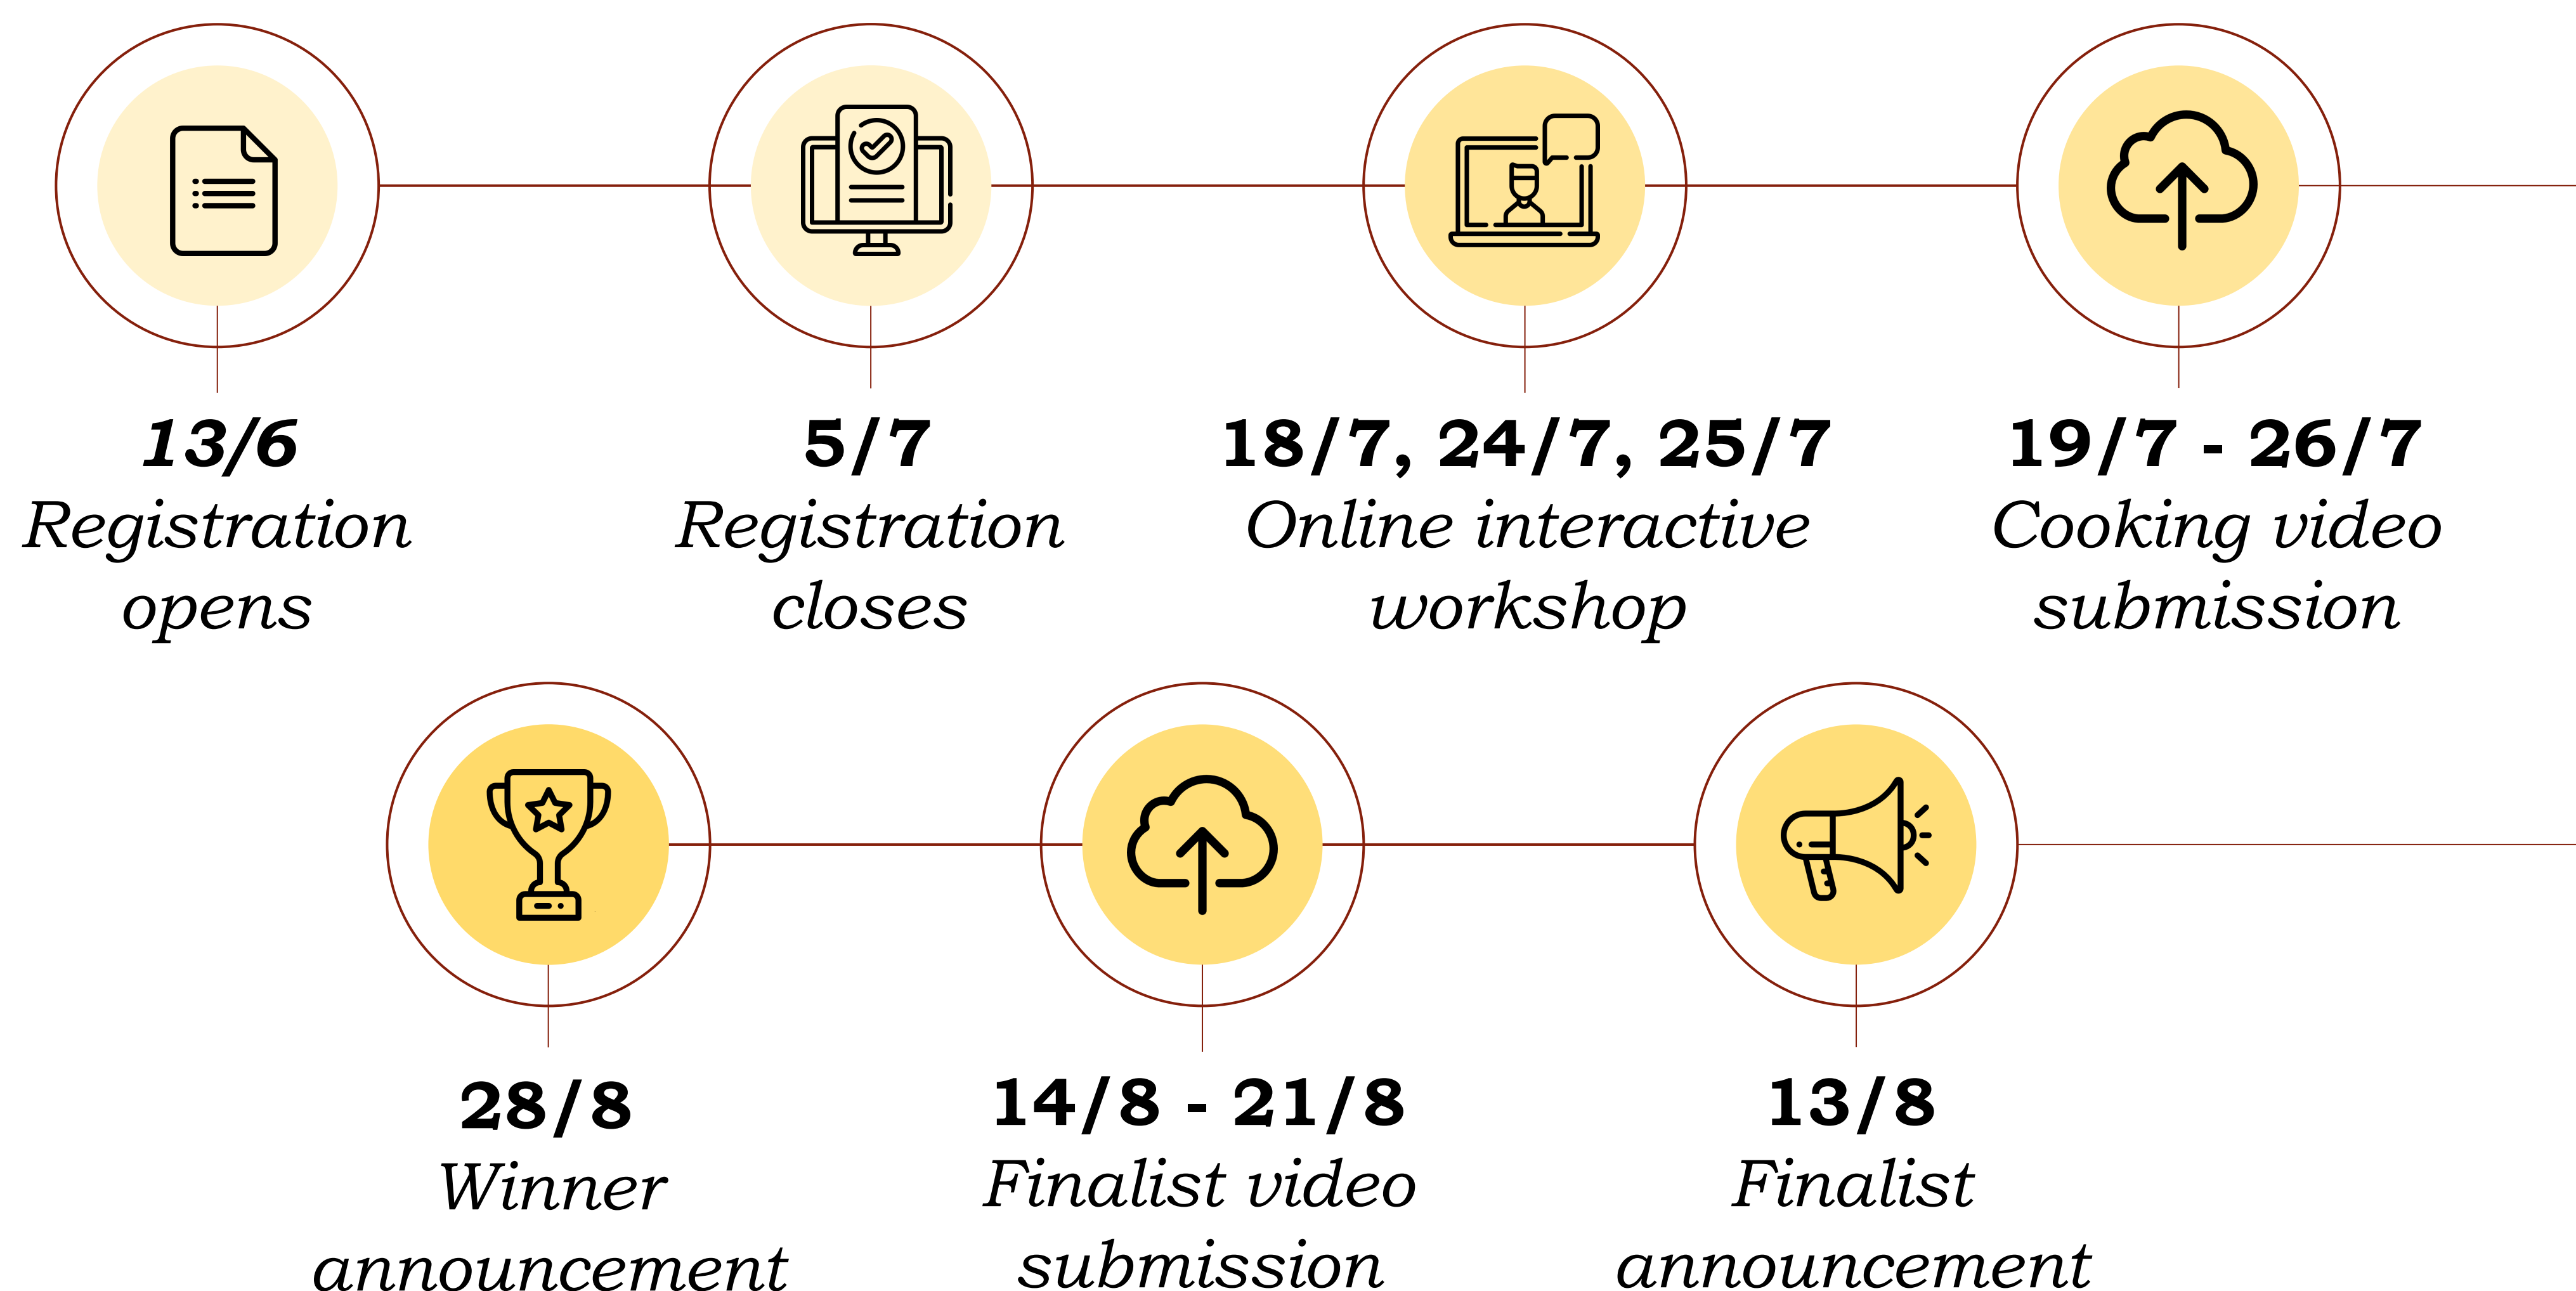 13/6
Registration
opens
5/7
Registration
closes
18/7, 24/7, 25/7
Online interactive
workshop
19/7 - 26/7
Cooking video
submission
28/8
Winner
announcement
14/8 - 21/8
Finalist video
submission
13/8
Finalist
announcement